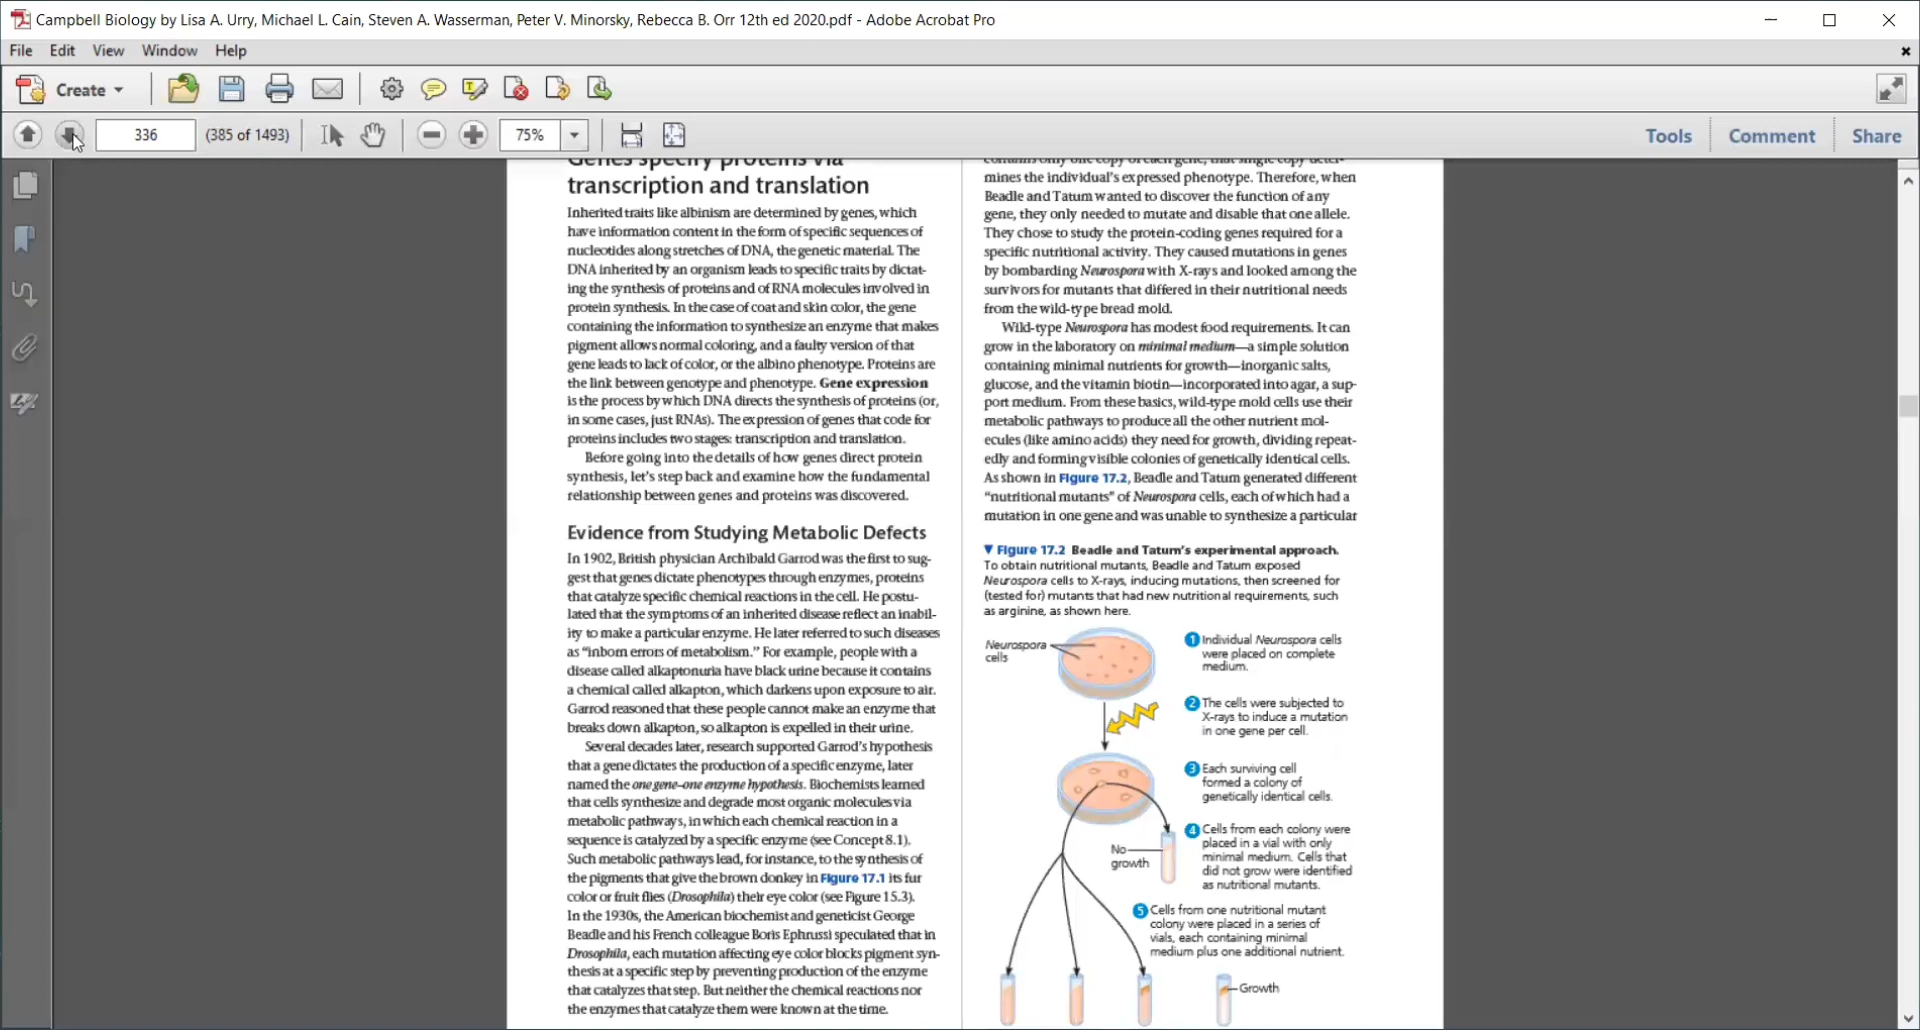 Campbell Biology by Lisa A. Urry, Michael L. Cain, Steven A. Wasserman, Peter V. Minorsky, Rebecca B. Orr 12th ed 2020.pdf - Adobe Acrobat Pro
File Edit View Window Help
Create
336 (385 of 1493) 75% Tools Comment Share
Genes specify proteins via
transcription and translation
Inherited traits like albinism are determined by genes, which
have information content in the form of specific sequences of
nucleotides along stretches of DNA, the genetic material. The
DNA inherited by an organism leads to specific traits by dictat-
ing the synthesis of proteins and of RNA molecules involved in
protein synthesis. In the case of coat and skin color, the gene
containing the information to synthesize an enzyme that makes
pigment allows normal coloring, and a faulty version of that
gene leads to lack of color, or the albino phenotype. Proteins are
the link between genotype and phenotype. Gene expression
is the process by which DNA directs the synthesis of proteins (or,
in some cases, just RNAs). The expression of genes that code for
proteins includes two stages: transcription and translation.
Before going into the details of how genes direct protein
synthesis, let's step back and examine how the fundamental
relationship between genes and proteins was discovered.
Evidence from Studying Metabolic Defects
In 1902, British physician Archibald Garrod was the first to sug-
gest that genes dictate phenotypes through enzymes, proteins
that catalyze specific chemical reactions in the cell. He postu-
lated that the symptoms of an inherited disease reflect an inabil-
ity to make a particular enzyme. He later referred to such diseases
as "inborn errors of metabolism." For example, people with a
disease called alkaptonuria have black urine because it contains
a chemical called alkapton, which darkens upon exposure to air.
Garrod reasoned that these people cannot make an enzyme that
breaks down alkapton, so alkapton is expelled in their urine.
Several decades later, research supported Garrod's hypothesis
that a gene dictates the production of a specific enzyme, later
named the one gene–one enzyme hypothesis. Biochemists learned
that cells synthesize and degrade most organic molecules via
metabolic pathways, in which each chemical reaction in a
sequence is catalyzed by a specific enzyme (see Concept 8.1).
Such metabolic pathways lead, for instance, to the synthesis of
the pigments that give the brown donkey in Figure 17.1 its fur
color or fruit flies (Drosophila) their eye color (see Figure 15.3).
In the 1930s, the American biochemist and geneticist George
Beadle and his French colleague Boris Ephrussi speculated that in
Drosophila, each mutation affecting eye color blocks pigment syn-
thesis at a specific step by preventing production of the enzyme
that catalyzes that step. But neither the chemical reactions nor
the enzymes that catalyze them were known at the time.
contains only one copy of each gene, that single copy deter-
mines the individual's expressed phenotype. Therefore, when
Beadle and Tatum wanted to discover the function of any
gene, they only needed to mutate and disable that one allele.
They chose to study the protein-coding genes required for a
specific nutritional activity. They caused mutations in genes
by bombarding Neurospora with X-rays and looked among the
survivors for mutants that differed in their nutritional needs
from the wild-type bread mold.
Wild-type Neurospora has modest food requirements. It can
grow in the laboratory on minimal medium—a simple solution
containing minimal nutrients for growth—inorganic salts,
glucose, and the vitamin biotin—incorporated into agar, a sup-
port medium. From these basics, wild-type mold cells use their
metabolic pathways to produce all the other nutrient mol-
ecules (like amino acids) they need for growth, dividing repeat-
edly and forming visible colonies of genetically identical cells.
As shown in Figure 17.2, Beadle and Tatum generated different
"nutritional mutants" of Neurospora cells, each of which had a
mutation in one gene and was unable to synthesize a particular
▼ Figure 17.2 Beadle and Tatum's experimental approach.
To obtain nutritional mutants, Beadle and Tatum exposed
Neurospora cells to X-rays, inducing mutations, then screened for
(tested for) mutants that had new nutritional requirements, such
as arginine, as shown here.
Neurospora
cells
1 Individual Neurospora cells
were placed on complete
medium.
2 The cells were subjected to
X-rays to induce a mutation
in one gene per cell.
3 Each surviving cell
formed a colony of
genetically identical cells.
No
growth
4 Cells from each colony were
placed in a vial with only
minimal medium. Cells that
did not grow were identified
as nutritional mutants.
5 Cells from one nutritional mutant
colony were placed in a series of
vials, each containing minimal
medium plus one additional nutrient.
Growth